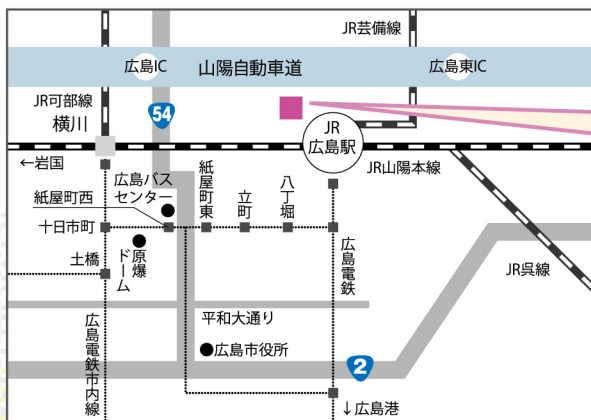 JR芸備線
広島IC
山陽自動車道
広島東IC
JR可部線
横川
54
JR
広島駅
←岩国
JR山陽本線
広島バス
センター
紙屋町西
紙屋町東
立町
八丁堀
十日市町
原爆
ドーム
土橋
広島電鉄
JR呉線
平和大通り
広島電鉄市内線
広島市役所
2
↓広島港